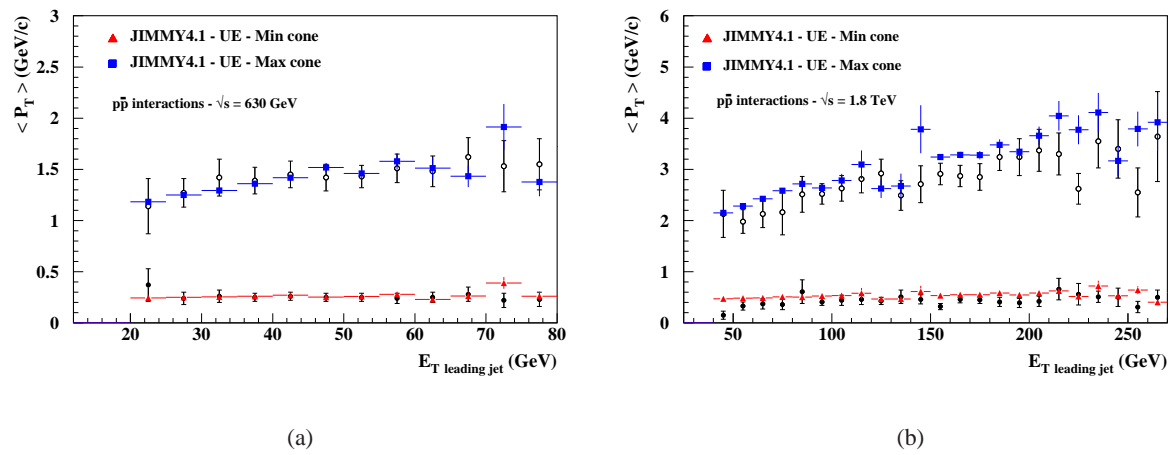 < P_T > (GeV/c)
3
2.5
2
1.5
1
0.5
0
JIMMY4.1 - UE - Min cone
JIMMY4.1 - UE - Max cone
pp̄ interactions - √s = 630 GeV
20 30 40 50 60 70 80
E_T leading jet (GeV)
(a)
< P_T > (GeV/c)
6
5
4
3
2
1
0
JIMMY4.1 - UE - Min cone
JIMMY4.1 - UE - Max cone
pp̄ interactions - √s = 1.8 TeV
50 100 150 200 250
E_T leading jet (GeV)
(b)